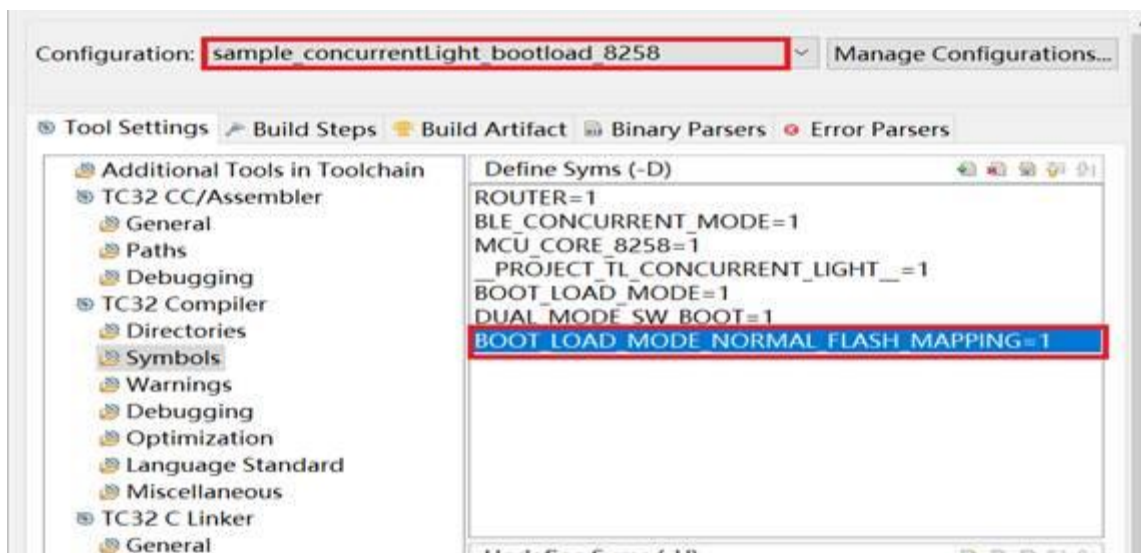 Configuration: sample_concurrentLight_bootload_8258 Manage Configurations...
Tool Settings Build Steps Build Artifact Binary Parsers Error Parsers
Additional Tools in Toolchain
TC32 CC/Assembler
General
Paths
Debugging
TC32 Compiler
Directories
Symbols
Warnings
Debugging
Optimization
Language Standard
Miscellaneous
TC32 C Linker
General
Define Syms (-D)
ROUTER=1
BLE_CONCURRENT_MODE=1
MCU_CORE_8258=1
__PROJECT_TL_CONCURRENT_LIGHT__=1
BOOT_LOAD_MODE=1
DUAL_MODE_SW_BOOT=1
BOOT_LOAD_MODE_NORMAL_FLASH_MAPPING=1